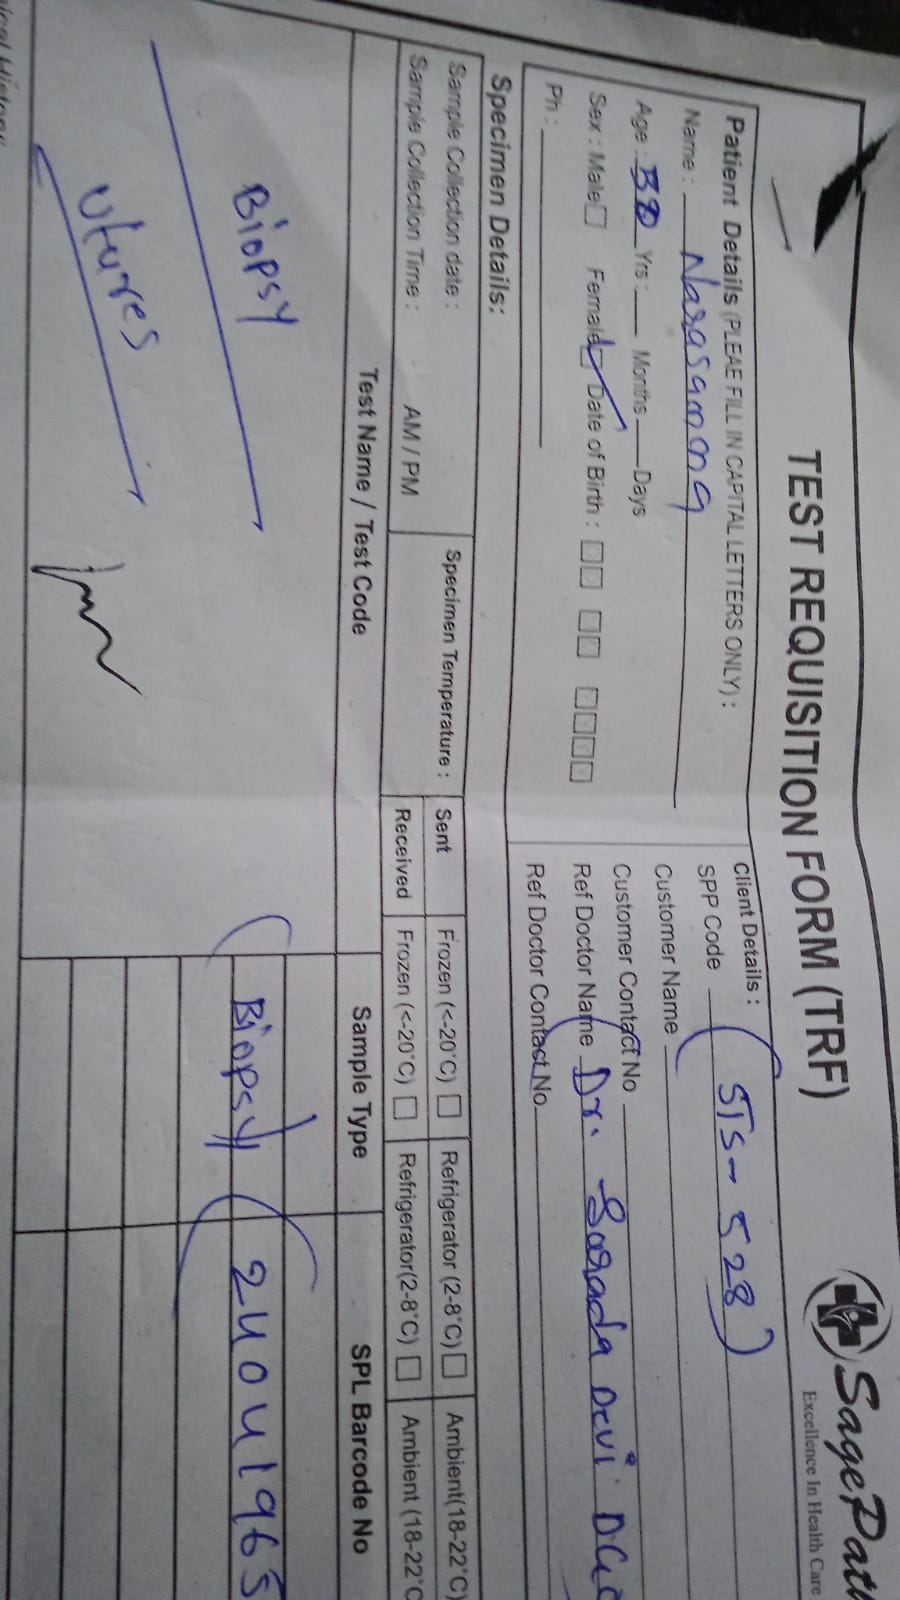 TEST REQUISITION FORM (TRF)
SagePath
Excellence In Health Care
Patient Details (PLEAE FILL IN CAPITAL LETTERS ONLY) :
Name : Narasamma
Age : Yrs : Months Days
Sex : Male Female Date of Birth :
Ph :
Client Details :
SPP Code STS- 528
Customer Name
Customer Contact No
Ref Doctor Name Dr. Sarada Devi DGO
Ref Doctor Contact No.
Specimen Details:
Sample Collection date :
Sample Collection Time : AM / PM
Specimen Temperature :
Sent Frozen (<-20°C) Refrigerator (2-8°C) Ambient(18-22°C)
Received Frozen (<-20°C) Refrigerator(2-8°C) Ambient (18-22°C
Test Name / Test Code Sample Type SPL Barcode No
Biopsy Biopsy 24041965
utures